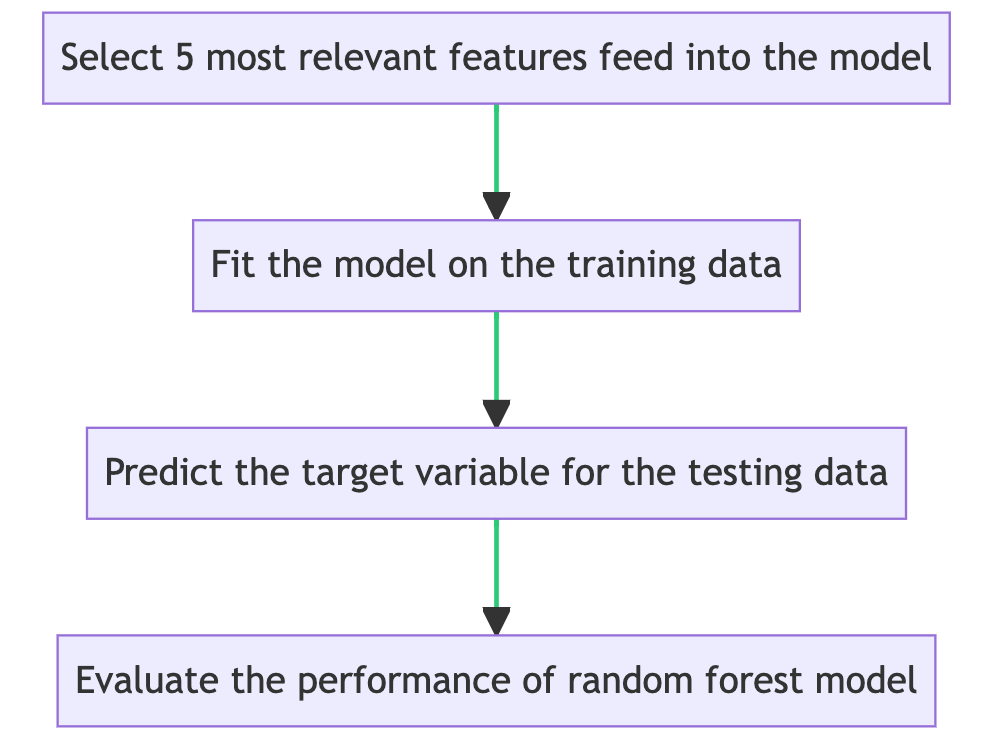 Select 5 most relevant features feed into the model
Fit the model on the training data
Predict the target variable for the testing data
Evaluate the performance of random forest model